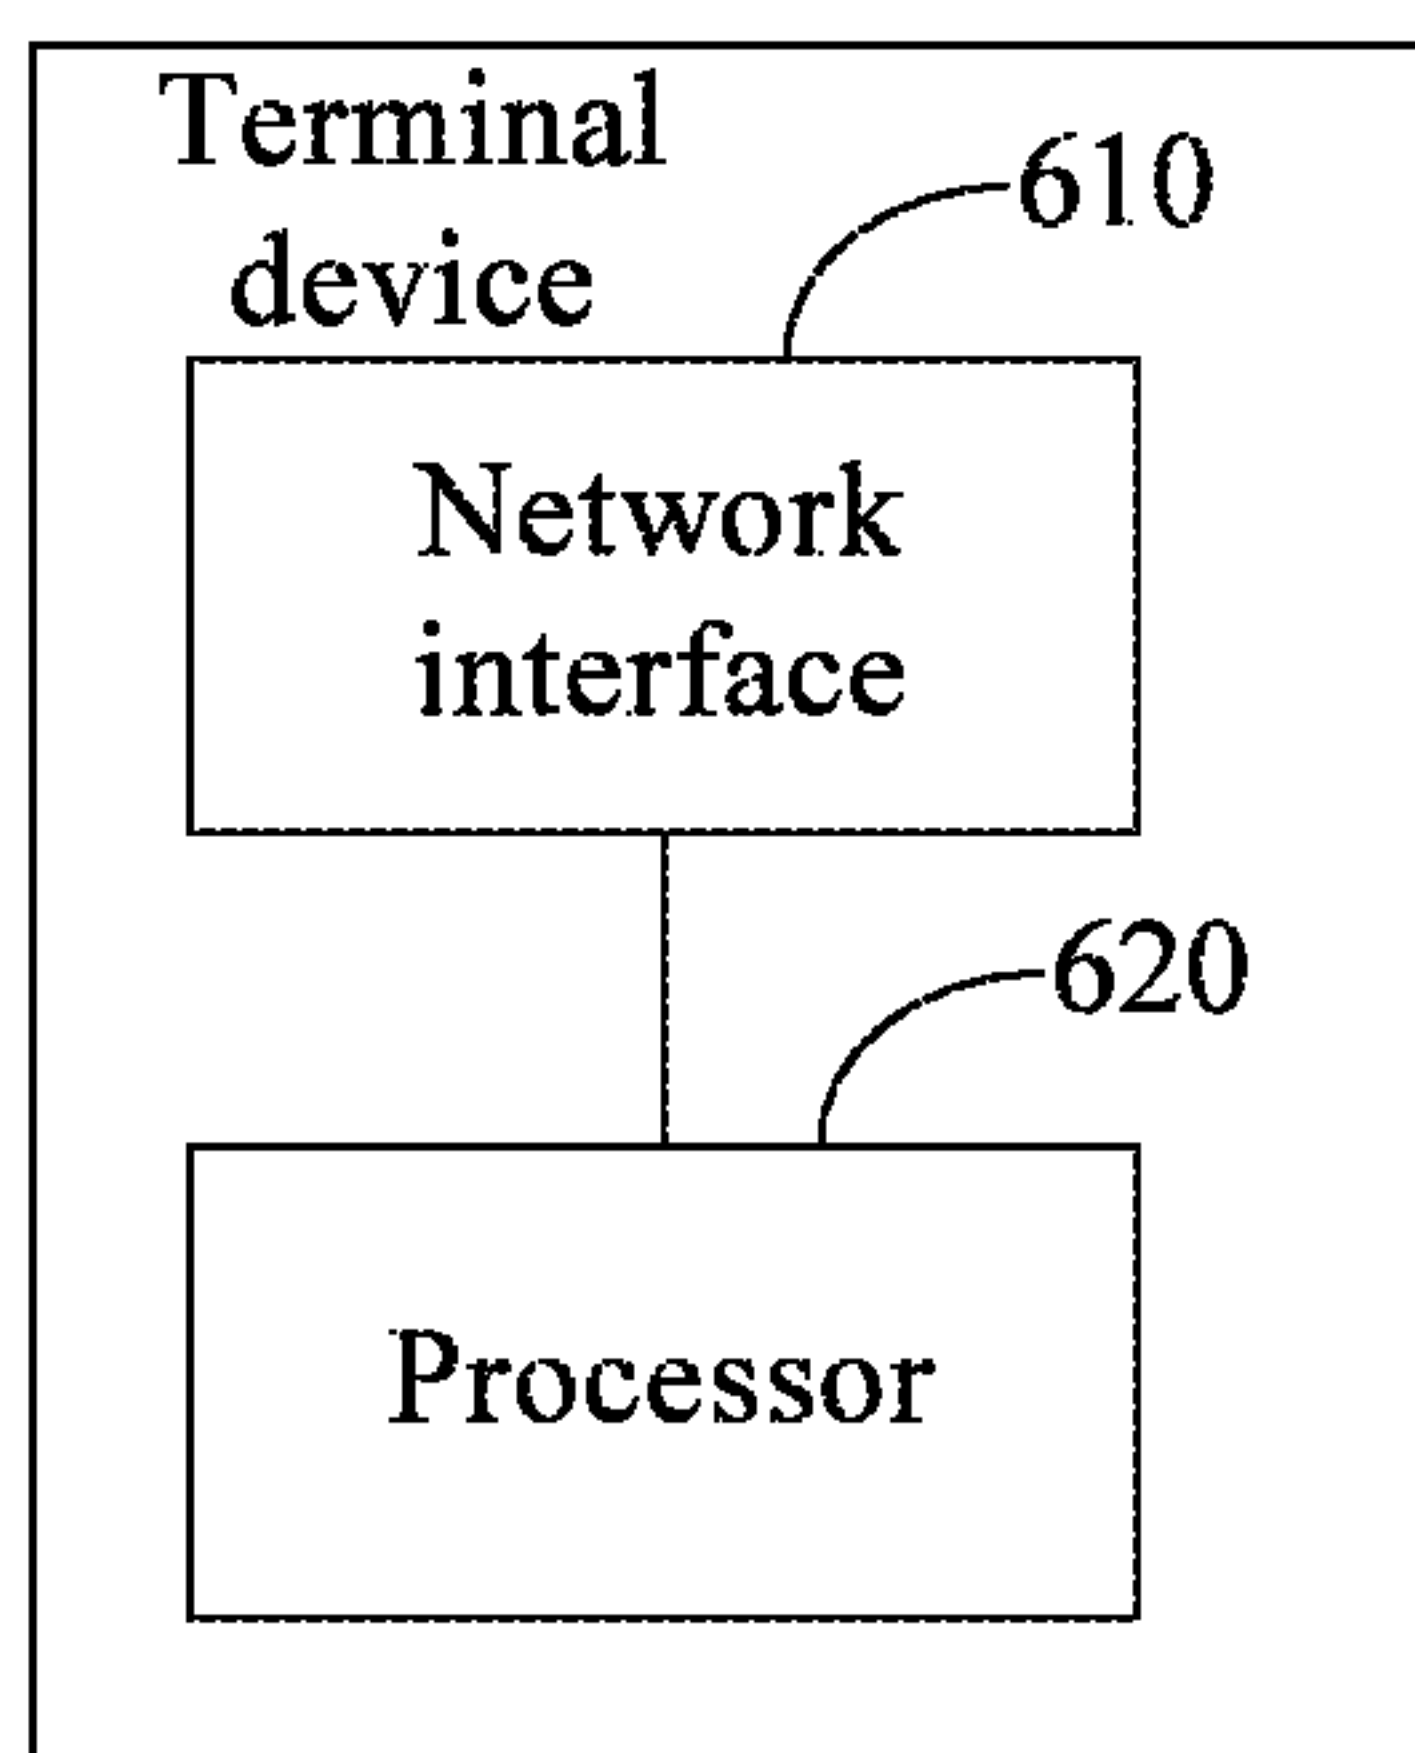 Terminal
device
610
Network
interface
620
Processor